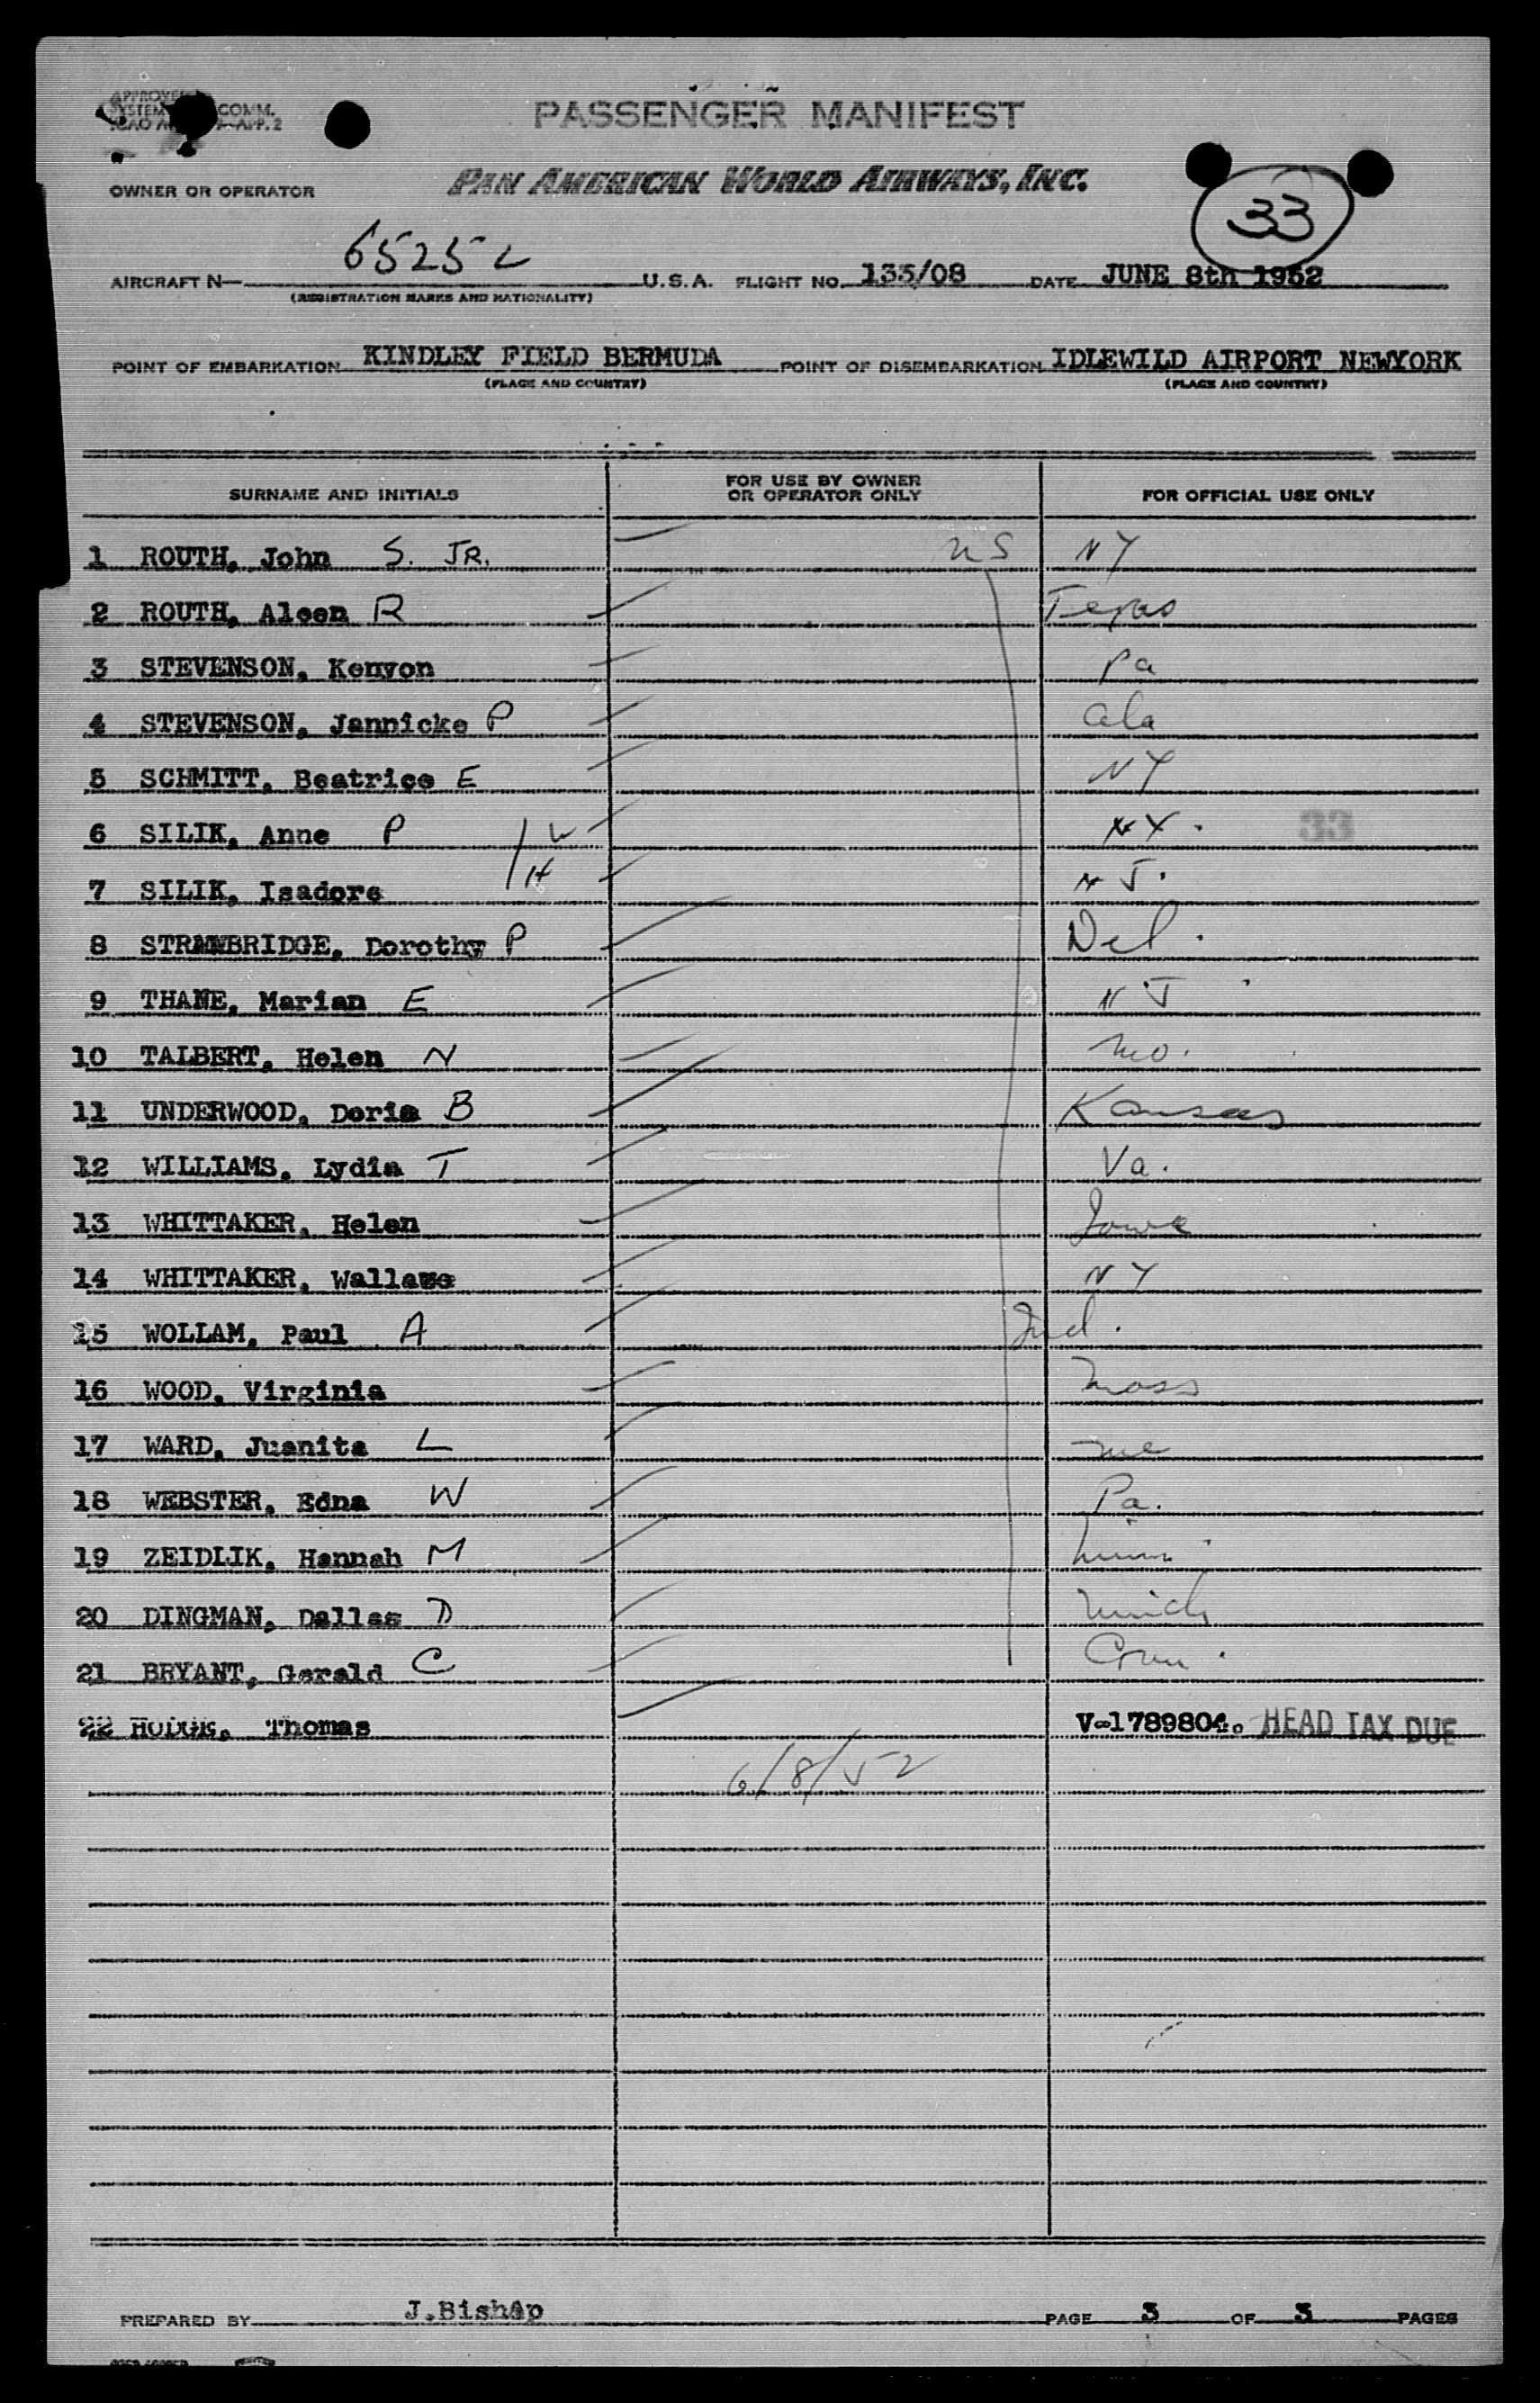 PASSENGER MANIFEST
OWNER OR OPERATOR PAN AMERICAN WORLD AIRWAYS, INC.
33
AIRCRAFT N— 65252 U.S.A. FLIGHT NO. 135/08 DATE JUNE 8th 1952
(REGISTRATION MARKS AND NATIONALITY)
POINT OF EMBARKATION KINDLEY FIELD BERMUDA POINT OF DISEMBARKATION IDLEWILD AIRPORT NEWYORK
(PLACE AND COUNTRY) (PLACE AND COUNTRY)
SURNAME AND INITIALS FOR USE BY OWNER OR OPERATOR ONLY FOR OFFICIAL USE ONLY
1 ROUTH, John S. JR. US NY
2 ROUTH, Aleen R Texas
3 STEVENSON, Kenyon Pa
4 STEVENSON, Jannicke P Ala
5 SCHMITT, Beatrice E NY
6 SILIK, Anne P W NY. 33
7 SILIK, Isadore H NJ.
8 STRAWBRIDGE, Dorothy P Del.
9 THANE, Marian E NJ
10 TALBERT, Helen N Mo.
11 UNDERWOOD, Doris B Kansas
12 WILLIAMS, Lydia T Va.
13 WHITTAKER, Helen Iowa
14 WHITTAKER, Wallace NY
15 WOLLAM, Paul A Ind.
16 WOOD, Virginia Mass
17 WARD, Juanita L Me
18 WEBSTER, Edna W Pa.
19 ZEIDLIK, Hannah M Minn
20 DINGMAN, Dallas D Mich
21 BRYANT, Gerald C Conn.
22 HODGE, Thomas V-1789804. HEAD TAX DUE
6/8/52
PREPARED BY J.Bishop PAGE 3 OF 3 PAGES